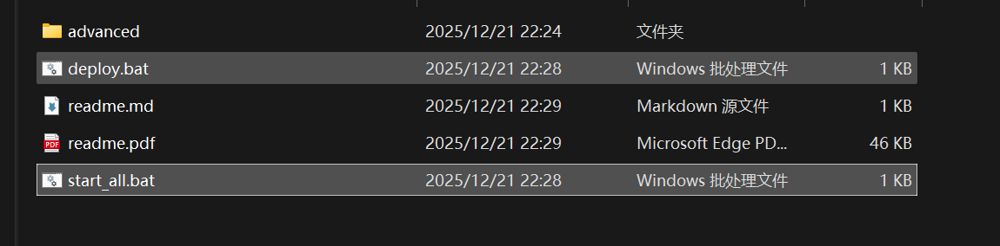 advanced 2025/12/21 22:24 文件夹
deploy.bat 2025/12/21 22:28 Windows 批处理文件 1 KB
readme.md 2025/12/21 22:29 Markdown 源文件 1 KB
PDF readme.pdf 2025/12/21 22:29 Microsoft Edge PD... 46 KB
start_all.bat 2025/12/21 22:28 Windows 批处理文件 1 KB